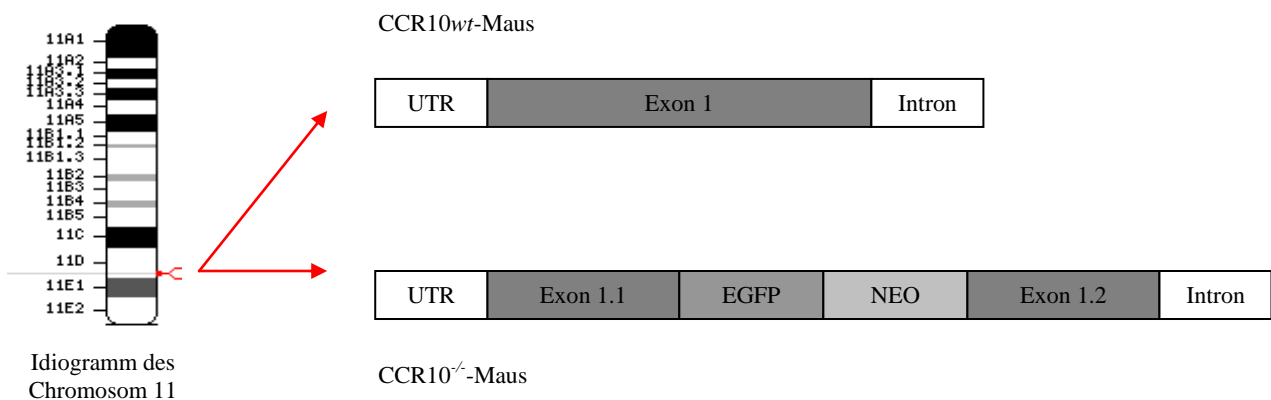 CCR10wt-Maus
11A1
11A2
11A3.1
11A3.2
11A3.3
11A4
11A5
11B1.1
11B1.2
11B1.3
11B2
11B3
11B4
11B5
11C
11D
11E1
11E2
UTR Exon 1 Intron
UTR Exon 1.1 EGFP NEO Exon 1.2 Intron
Idiogramm des
Chromosom 11
CCR10-/--Maus